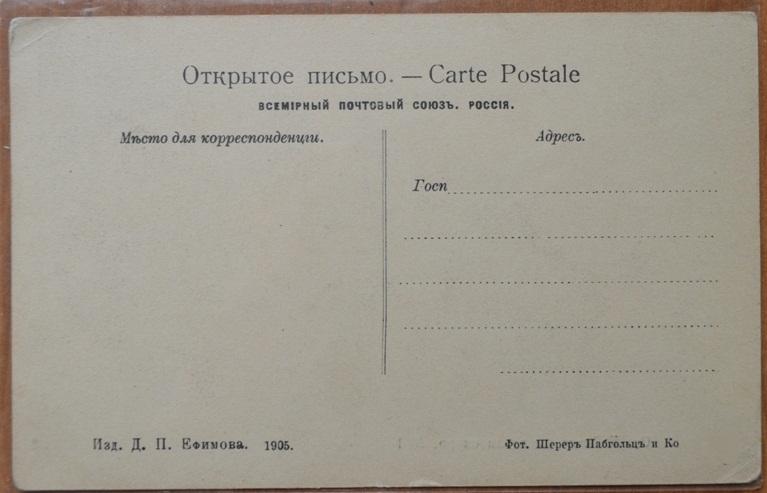 Открытое письмо. — Carte Postale
ВСЕМІРНЫЙ ПОЧТОВЫЙ СОЮЗЪ. РОССІЯ.
Мѣсто для корреспонденціи.
Адресъ.
Госп
Изд. Д. П. Ефимова. 1905.
Фот. Шереръ Набгольцъ и Ко